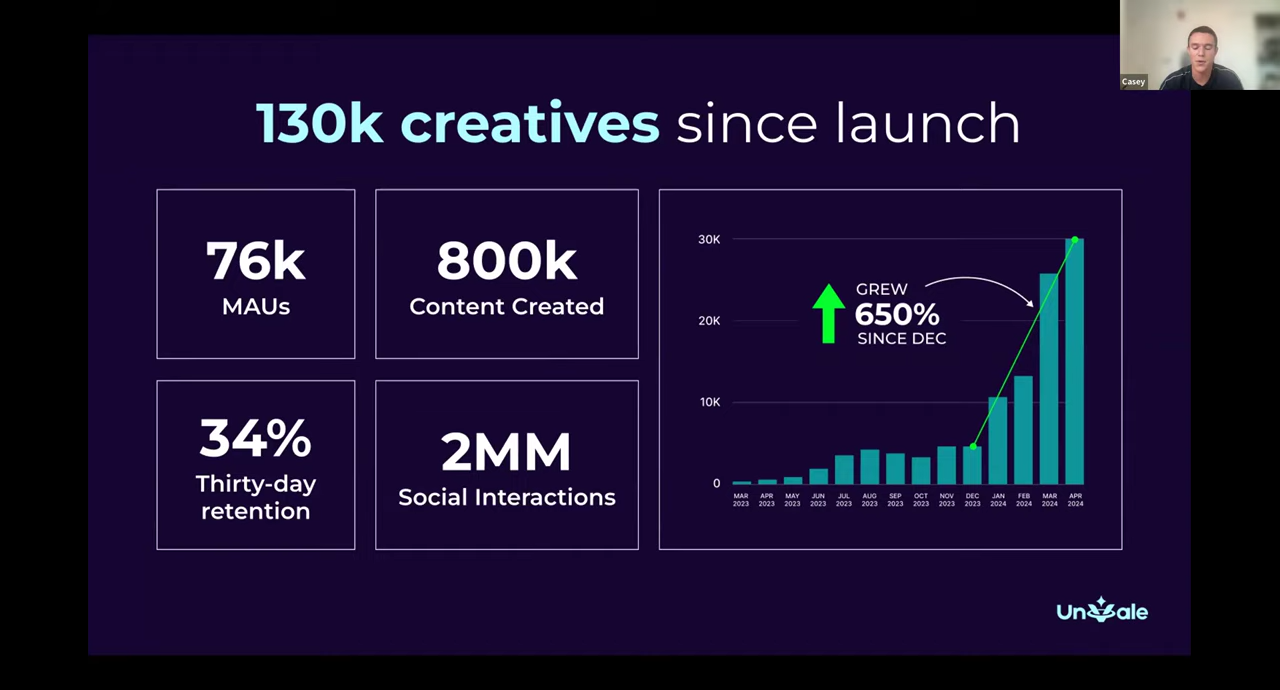 Casey
130k creatives since launch
76k
MAUs
800k
Content Created
34%
Thirty-day
retention
2MM
Social Interactions
30K
20K
10K
0
GREW
650%
SINCE DEC
MAR APR MAY JUN JUL AUG SEP OCT NOV DEC JAN FEB MAR APR
2023 2023 2023 2023 2023 2023 2023 2023 2023 2023 2024 2024 2024 2024
UnVale